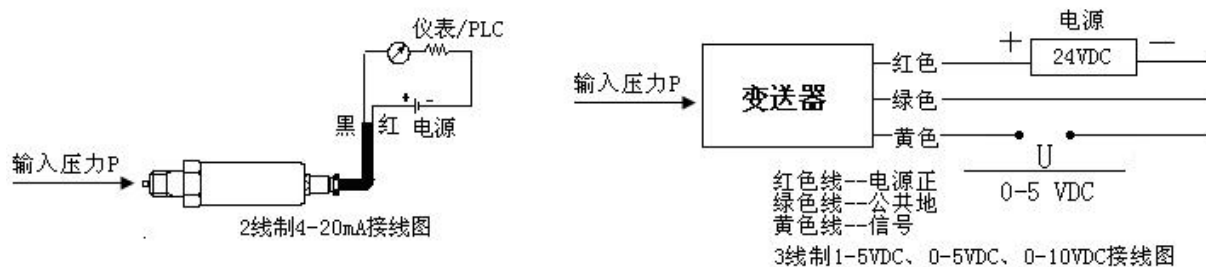 仪表/PLC
黑 红 + - 电源
输入压力P
2线制4-20mA接线图
电源
+ 24VDC —
输入压力P
变送器
红色
绿色
黄色
U
0-5 VDC
红色线--电源正
绿色线--公共地
黄色线--信号
3线制1-5VDC、0-5VDC、0-10VDC接线图